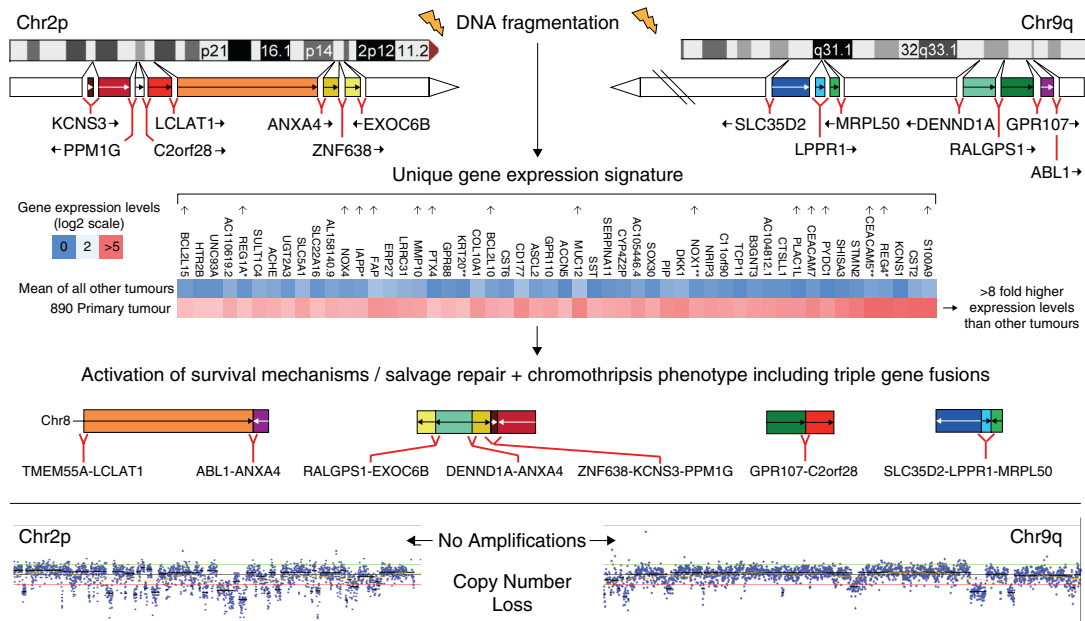 Chr2p
DNA fragmentation
Chr9q
p21 16.1 p14 2p12 11.2
q31.1 32 q33.1
KCNS3→ LCLAT1→ ANXA4→ ←EXOC6B
←PPM1G C2orf28→ ZNF638→
←SLC35D2 ←MRPL50 ←DENND1A GPR107→
LPPR1→ RALGPS1→
ABL1→
Unique gene expression signature
Gene expression levels
(log2 scale)
0 2 >5
↑ BCL2L15
HTR2B
UNC93A
AC110619.2
↑ REG1A*
SULT1C4
ACHE
UGT2A3
SLC5A1
SLC22A16
AL158140.9
↑ NOX4
↑ IAPP*
↑ FAP
ERP27
LRRC31
↑ MMP10
↑ PTX4
GPR88
KRT20*
COL10A1
↑ BCL2L10
CST6
CD177
ASCL2
GPR110
ACCN5
↑ MUC12
SST
SERPINA11
CYP4Z2P
AC105446.4
SOX30
PIP
DKK1
↑ NOX1**
NRIP3
C11orf90
TCP11
B3GNT3
AC104812.1
CTSLL1
↑ PLAC1L
↑ CEACAM7
↑ PYDC1
SHISA3
STMN2
↑ CEACAM5**
↑ REG4*
KCNS1
CST2
↑ S100A9
Mean of all other tumours
890 Primary tumour
→ >8 fold higher
expression levels
than other tumours
Activation of survival mechanisms / salvage repair + chromothripsis phenotype including triple gene fusions
Chr8
TMEM55A-LCLAT1 ABL1-ANXA4 RALGPS1-EXOC6B DENND1A-ANXA4 ZNF638-KCNS3-PPM1G GPR107-C2orf28 SLC35D2-LPPR1-MRPL50
Chr2p
← No Amplifications →
Chr9q
Copy Number
Loss